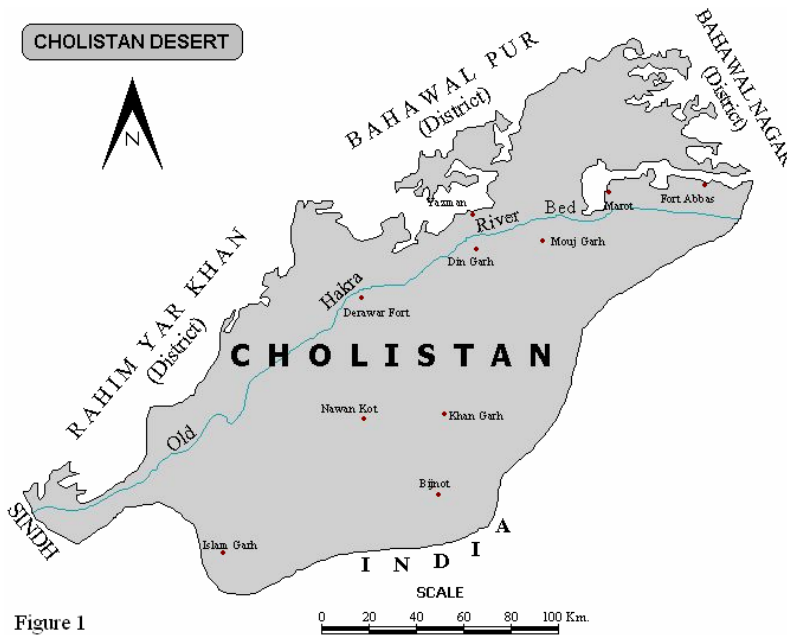 CHOLISTAN DESERT
N
BAHAWAL PUR
(District)
BAHAWAL NAGAR
(District)
RAHIM YAR KHAN
(District)
Yazman
Marot
Fort Abbas
Old Hakra River Bed
Mouj Garh
Din Garh
Derawar Fort
CHOLISTAN
Nawan Kot
Khan Garh
Bijnot
Islam Garh
SINDH
INDIA
SCALE
0 20 40 60 80 100 Km.
Figure 1